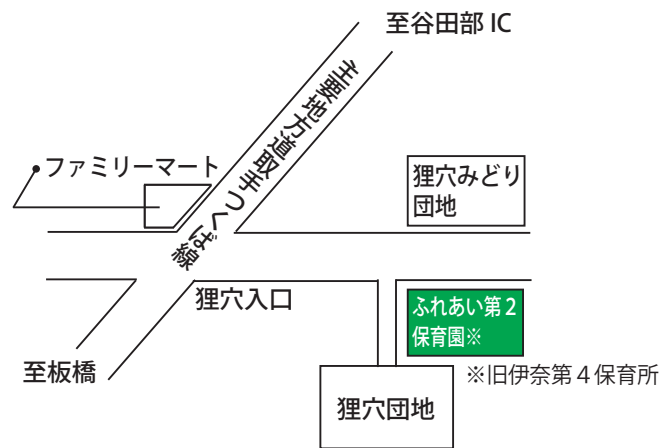 至谷田部 IC
主要地方道取手つくば線
ファミリーマート
狸穴みどり
団地
狸穴入口
ふれあい第2
保育園※
至板橋
※旧伊奈第4保育所
狸穴団地